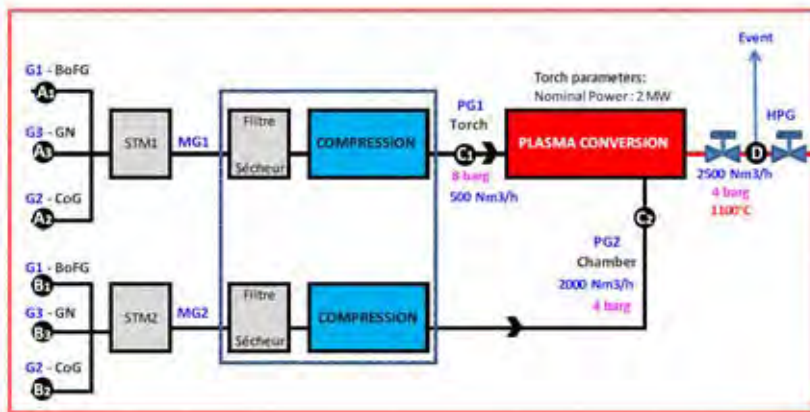 G1 - BoFG
A1
G3 - GN
A3
G2 - CoG
A2
STM1
MG1
Filtre
Sécheur
COMPRESSION
PG1
Torch
C1
8 barg
500 Nm3/h
Torch parameters:
Nominal Power : 2 MW
PLASMA CONVERSION
Event
HPG
D
2500 Nm3/h
4 barg
1100°C
C2
PG2
Chamber
2000 Nm3/h
4 barg
G1 - BoFG
B1
G3 - GN
B3
G2 - CoG
B2
STM2
MG2
Filtre
Sécheur
COMPRESSION